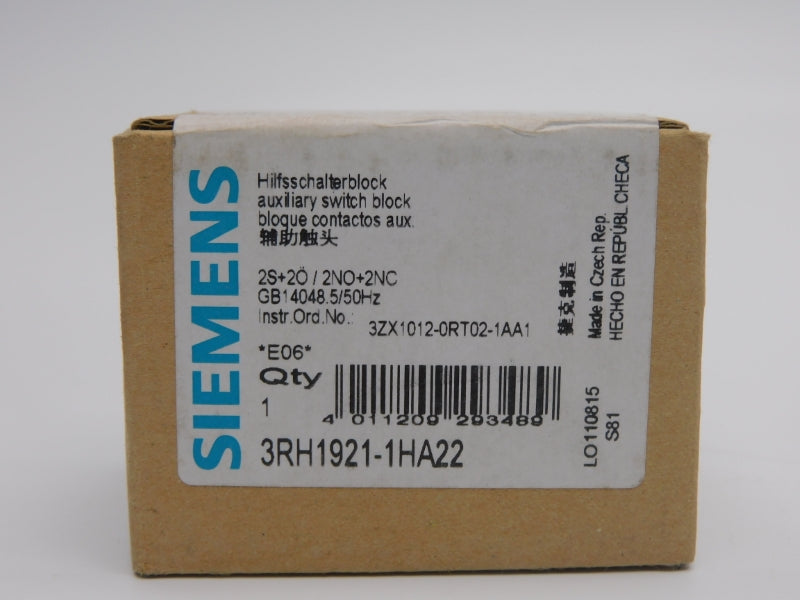 SIEMENS
Hilfsschalterblock
auxiliary switch block
bloque contactos aux.
辅助触头
2S+2Ö / 2NO+2NC
GB14048.5/50Hz
Instr.Ord.No.: 3ZX1012-0RT02-1AA1
*E06*
Qty
1
4 011209 293489
3RH1921-1HA22
捷克制造
Made in Czech Rep.
HECHO EN REPÚBL.CHECA
LO110815
S81